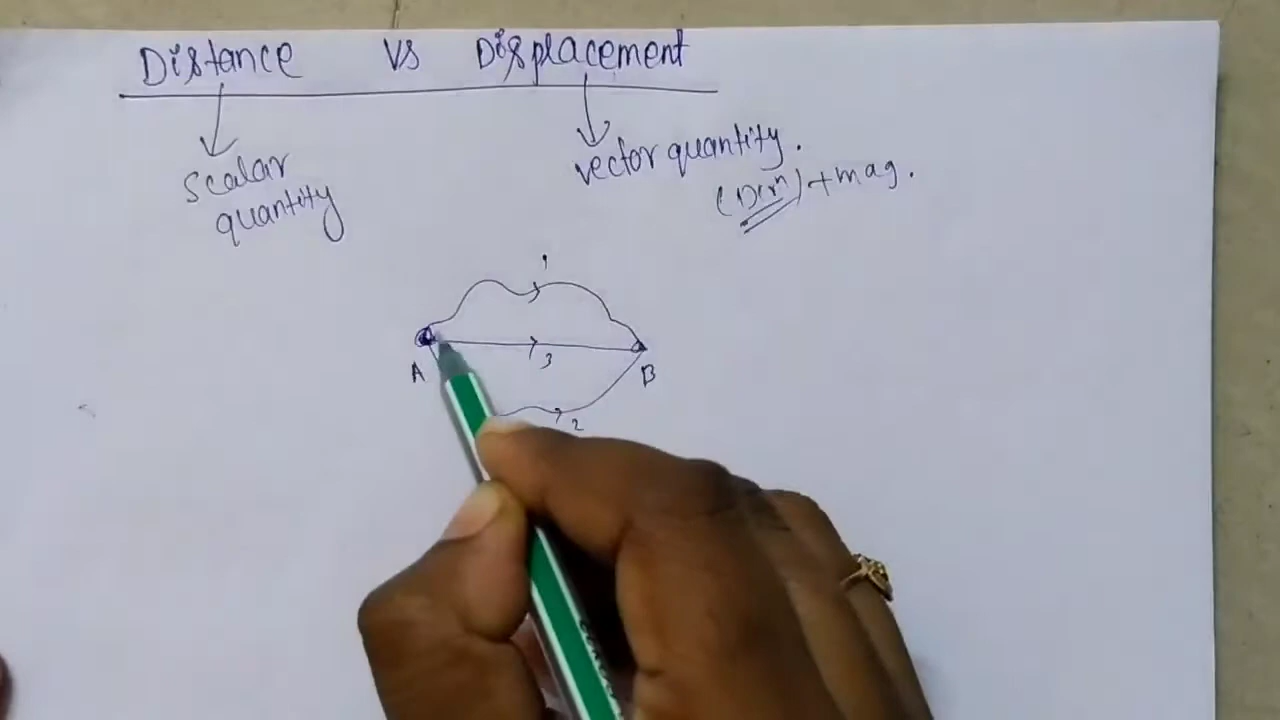 Distance vs Displacement
scalar
quantity
vector quantity.
(Dirⁿ) + mag.
1
3
A
B
2